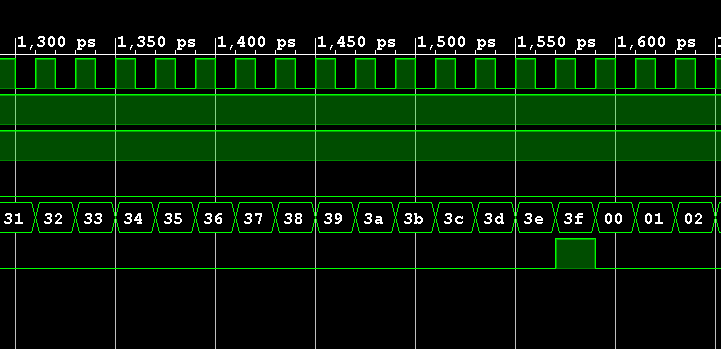 1,300 ps 1,350 ps 1,400 ps 1,450 ps 1,500 ps 1,550 ps 1,600 ps
31 32 33 34 35 36 37 38 39 3a 3b 3c 3d 3e 3f 00 01 02